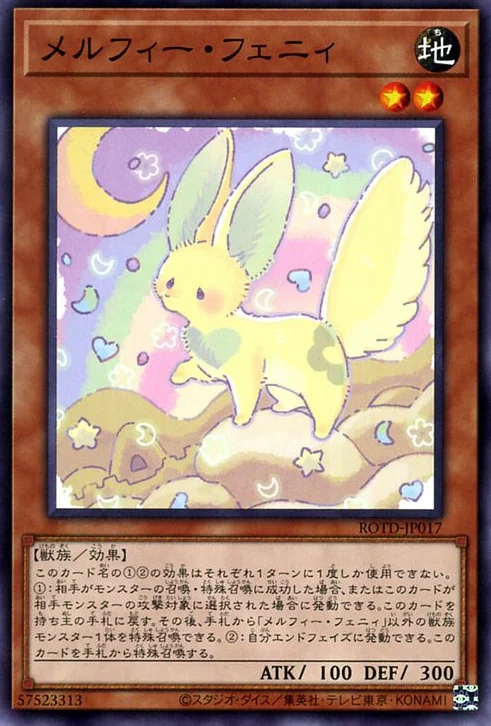 メルフィー・フェニィ
地
ROTD-JP017
【獣族/効果】
このカード名の①②の効果はそれぞれ1ターンに1度しか使用できない。
①:相手がモンスターの召喚・特殊召喚に成功した場合、またはこのカードが
相手モンスターの攻撃対象に選択された場合に発動できる。このカードを
持ち主の手札に戻す。その後、手札から「メルフィー・フェニィ」以外の獣族
モンスター1体を特殊召喚できる。②:自分エンドフェイズに発動できる。この
カードを手札から特殊召喚する。
ATK/ 100 DEF/ 300
57523313
©スタジオ・ダイス/集英社・テレビ東京・KONAMI